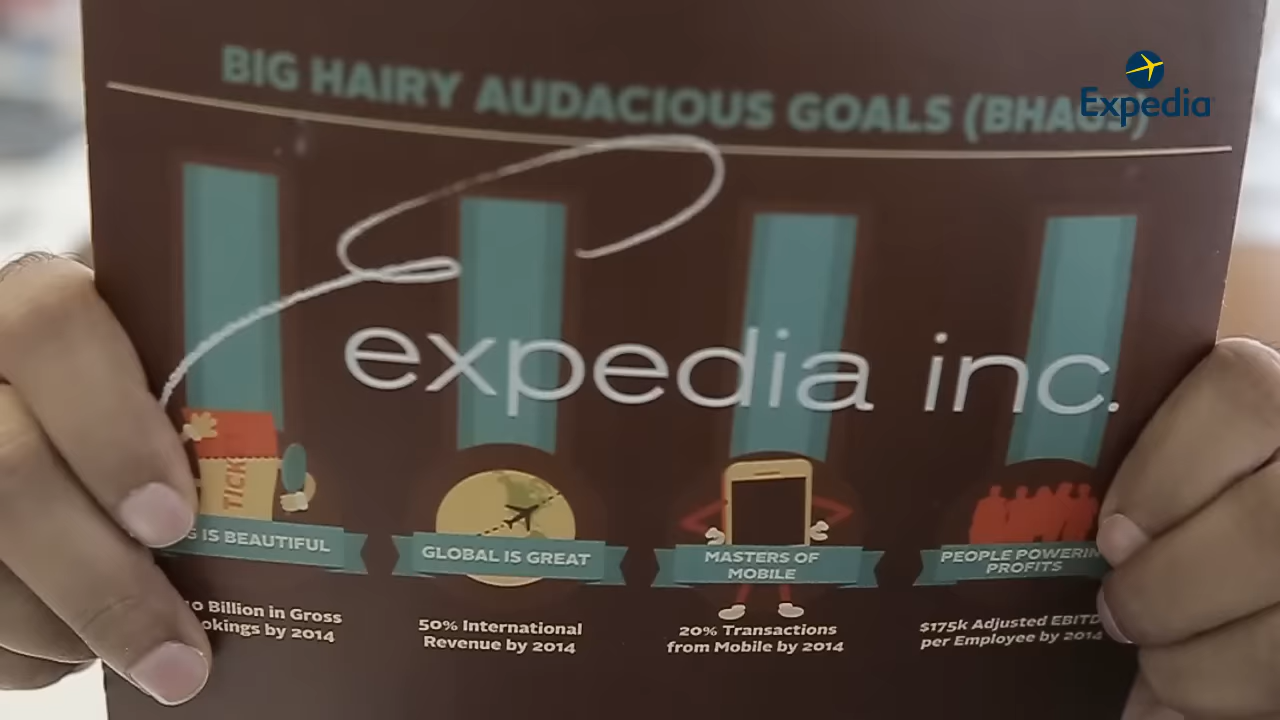 BIG HAIRY AUDACIOUS GOALS (BHAGS)
Expedia
expedia inc.
TICK
IS BEAUTIFUL
GLOBAL IS GREAT
MASTERS OF
MOBILE
PEOPLE POWERIN
PROFITS
Billion in Gross
okings by 2014
50% International
Revenue by 2014
20% Transactions
from Mobile by 2014
$175k Adjusted EBITD
per Employee by 2014